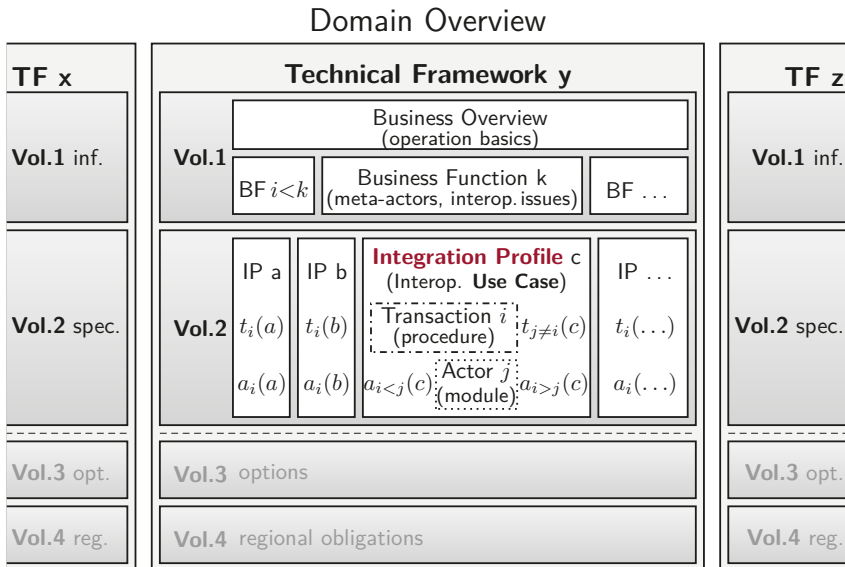 Domain Overview
TF x
Vol.1 inf.
Vol.2 spec.
Vol.3 opt.
Vol.4 reg.
Technical Framework y
Vol.1
Business Overview
(operation basics)
BF i<k
Business Function k
(meta-actors, interop. issues)
BF ...
Vol.2
IP a
t_i(a)
a_i(a)
IP b
t_i(b)
a_i(b)
Integration Profile c
(Interop. Use Case)
Transaction i
(procedure)
t_{j≠i}(c)
a_{i<j}(c)
Actor j
(module)
a_{i>j}(c)
IP ...
t_i(...)
a_i(...)
Vol.3 options
Vol.4 regional obligations
TF z
Vol.1 inf.
Vol.2 spec.
Vol.3 opt.
Vol.4 reg.